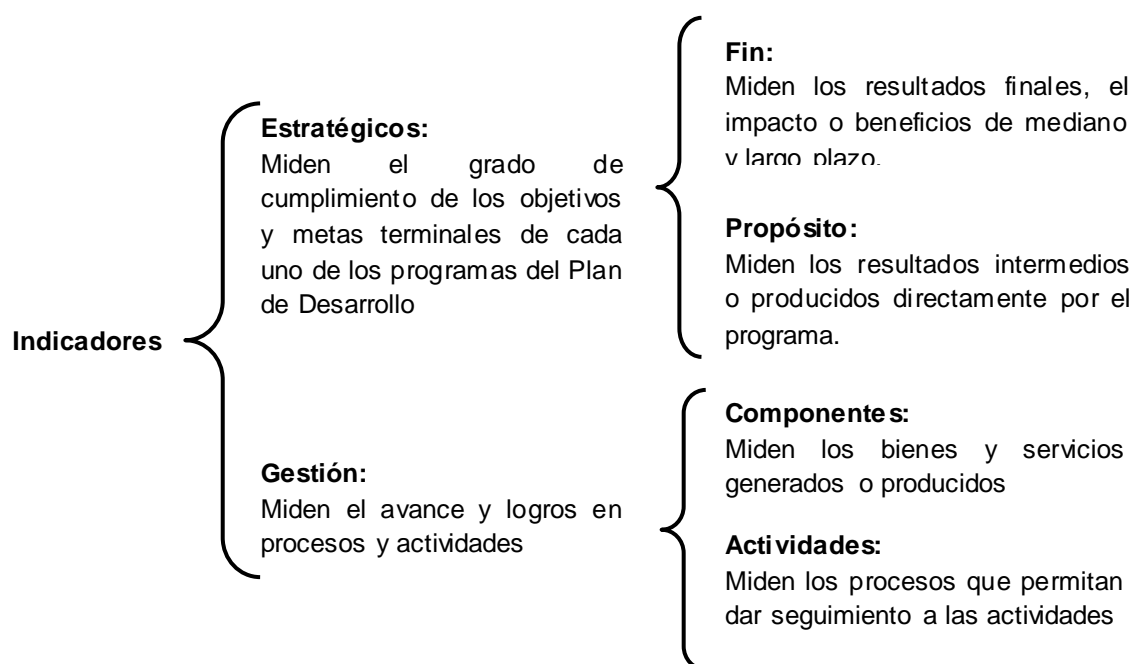 Indicadores
Estratégicos:
Miden el grado de
cumplimiento de los objetivos
y metas terminales de cada
uno de los programas del Plan
de Desarrollo
Fin:
Miden los resultados finales, el
impacto o beneficios de mediano
y largo plazo.
Propósito:
Miden los resultados intermedios
o producidos directamente por el
programa.
Gestión:
Miden el avance y logros en
procesos y actividades
Componentes:
Miden los bienes y servicios
generados o producidos
Actividades:
Miden los procesos que permitan
dar seguimiento a las actividades